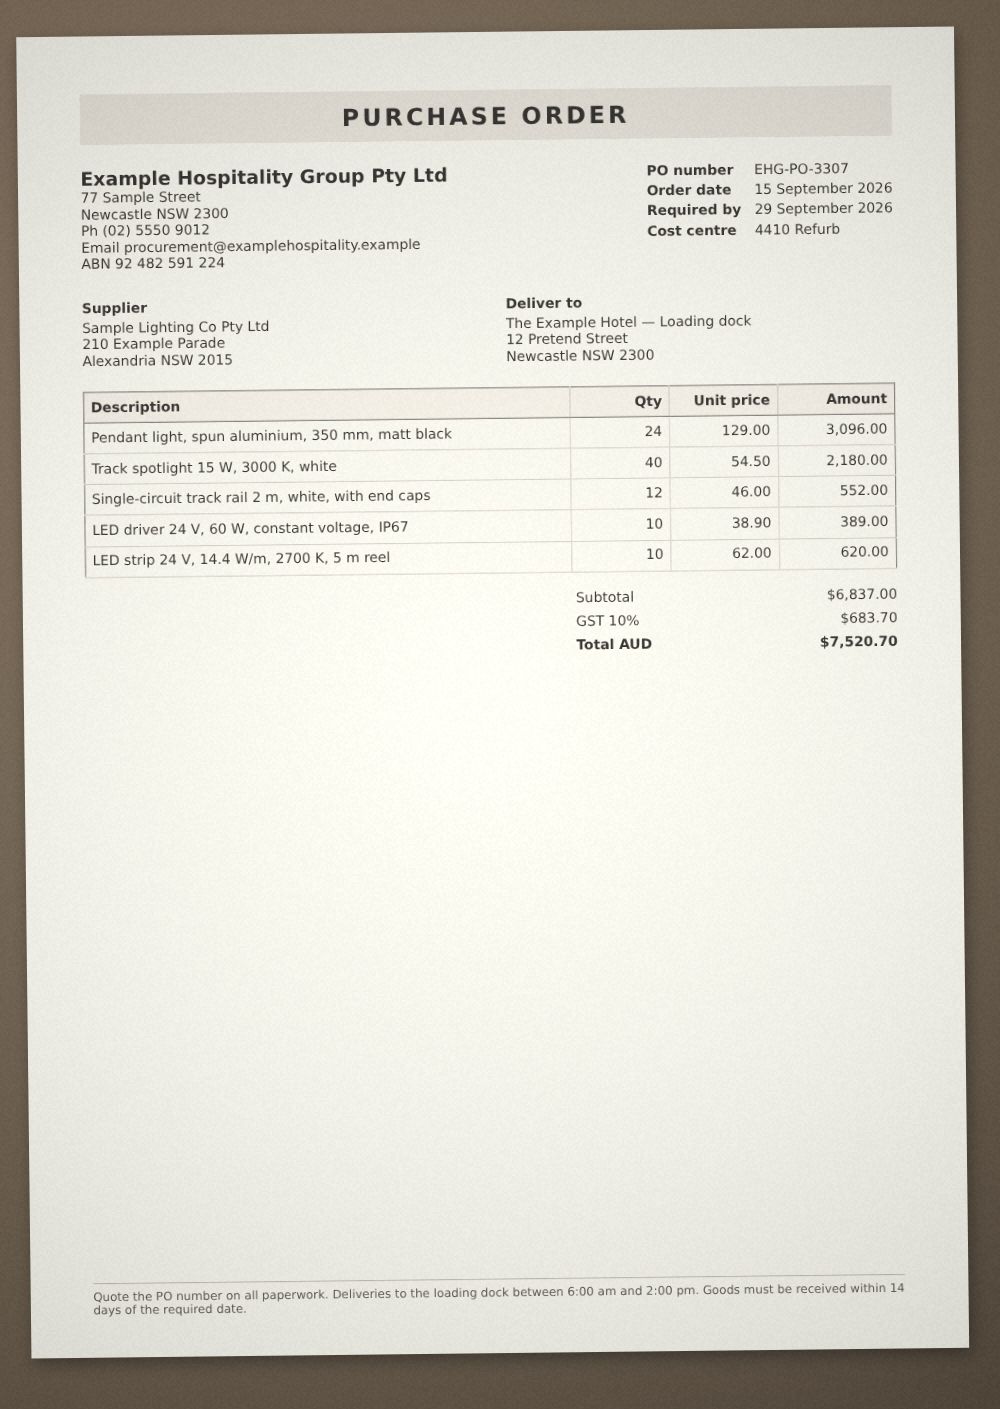 PURCHASE ORDER
Example Hospitality Group Pty Ltd
77 Sample Street
Newcastle NSW 2300
Ph (02) 5550 9012
Email procurement@examplehospitality.example
ABN 92 482 591 224
PO number EHG-PO-3307
Order date 15 September 2026
Required by 29 September 2026
Cost centre 4410 Refurb
Supplier
Sample Lighting Co Pty Ltd
210 Example Parade
Alexandria NSW 2015
Deliver to
The Example Hotel — Loading dock
12 Pretend Street
Newcastle NSW 2300
Description Qty Unit price Amount
Pendant light, spun aluminium, 350 mm, matt black 24 129.00 3,096.00
Track spotlight 15 W, 3000 K, white 40 54.50 2,180.00
Single-circuit track rail 2 m, white, with end caps 12 46.00 552.00
LED driver 24 V, 60 W, constant voltage, IP67 10 38.90 389.00
LED strip 24 V, 14.4 W/m, 2700 K, 5 m reel 10 62.00 620.00
Subtotal $6,837.00
GST 10% $683.70
Total AUD $7,520.70
Quote the PO number on all paperwork. Deliveries to the loading dock between 6:00 am and 2:00 pm. Goods must be received within 14
days of the required date.